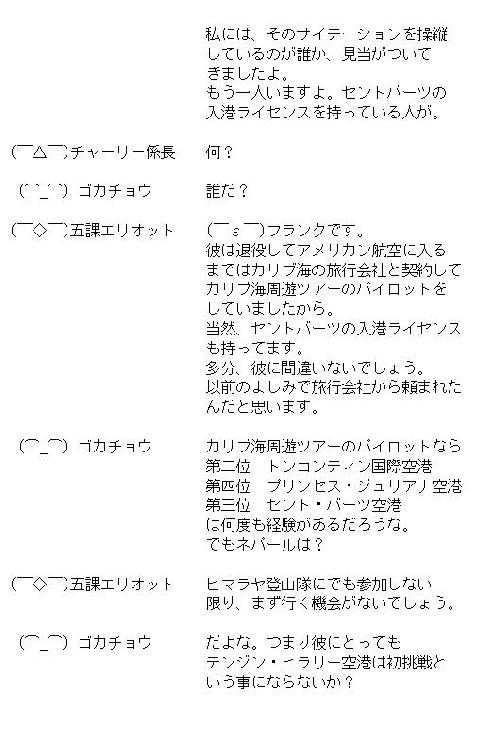 私には、そのサイテーションを操縦
しているのが誰か、見当がついて
きましたよ。
もう一人いますよ。セントバーツの
入港ライセンスを持っている人が。
(￣△￣)チャーリー係長　何？
(´_｀) ゴカチョウ　誰だ？
(￣◇￣)五課エリオット　(￣ε￣)フランクです。
彼は退役してアメリカン航空に入る
まではカリブ海の旅行会社と契約して
カリブ海周遊ツアーのパイロットを
していましたから。
当然、セントバーツの入港ライセンス
も持ってます。
多分、彼に間違いないでしょう。
以前のよしみで旅行会社から頼まれた
んだと思います。
(⌒_⌒) ゴカチョウ　カリブ海周遊ツアーのパイロットなら
第二位　トンコンティン国際空港
第四位　プリンセス・ジュリアナ空港
第三位　セント・バーツ空港
は何度も経験があるだろうな。
でもネパールは？
(￣◇￣)五課エリオット　ヒマラヤ登山隊にでも参加しない
限り、まず行く機会がないでしょう。
(⌒_⌒) ゴカチョウ　だよな。つまり彼にとっても
テンジン・ヒラリー空港は初挑戦と
いう事にならないか？